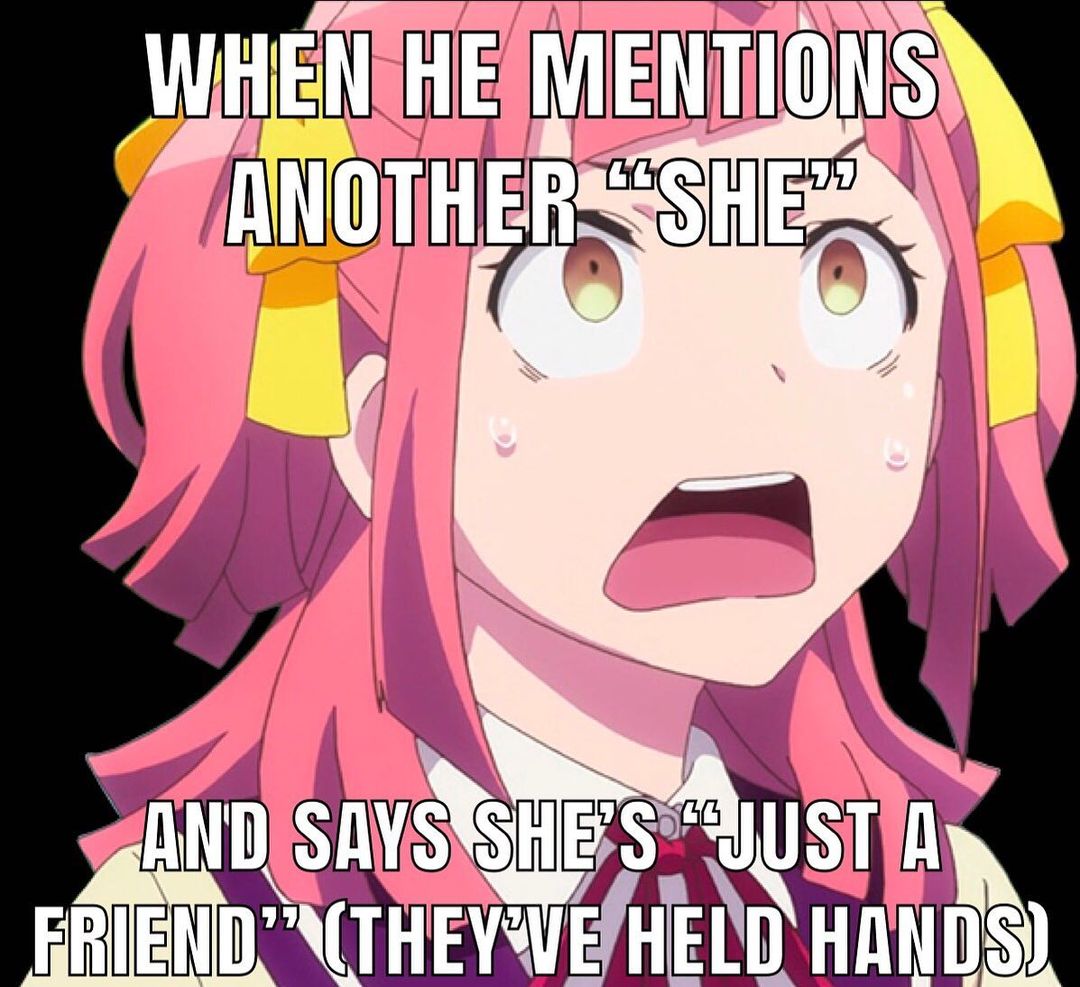 WHEN HE MENTIONS
ANOTHER “SHE”
AND SAYS SHE’S “JUST A
FRIEND” (THEY’VE HELD HANDS)